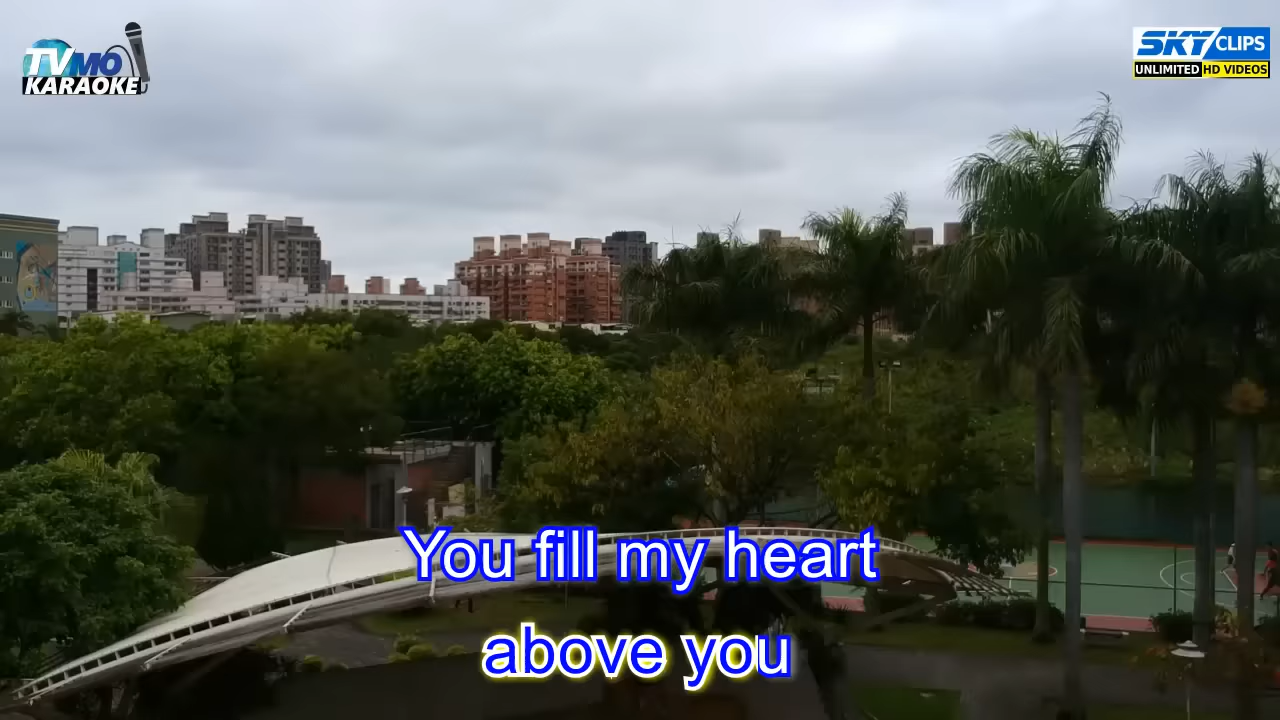 TVMO
KARAOKE
SKY CLIPS
UNLIMITED HD VIDEOS
You fill my heart
above you